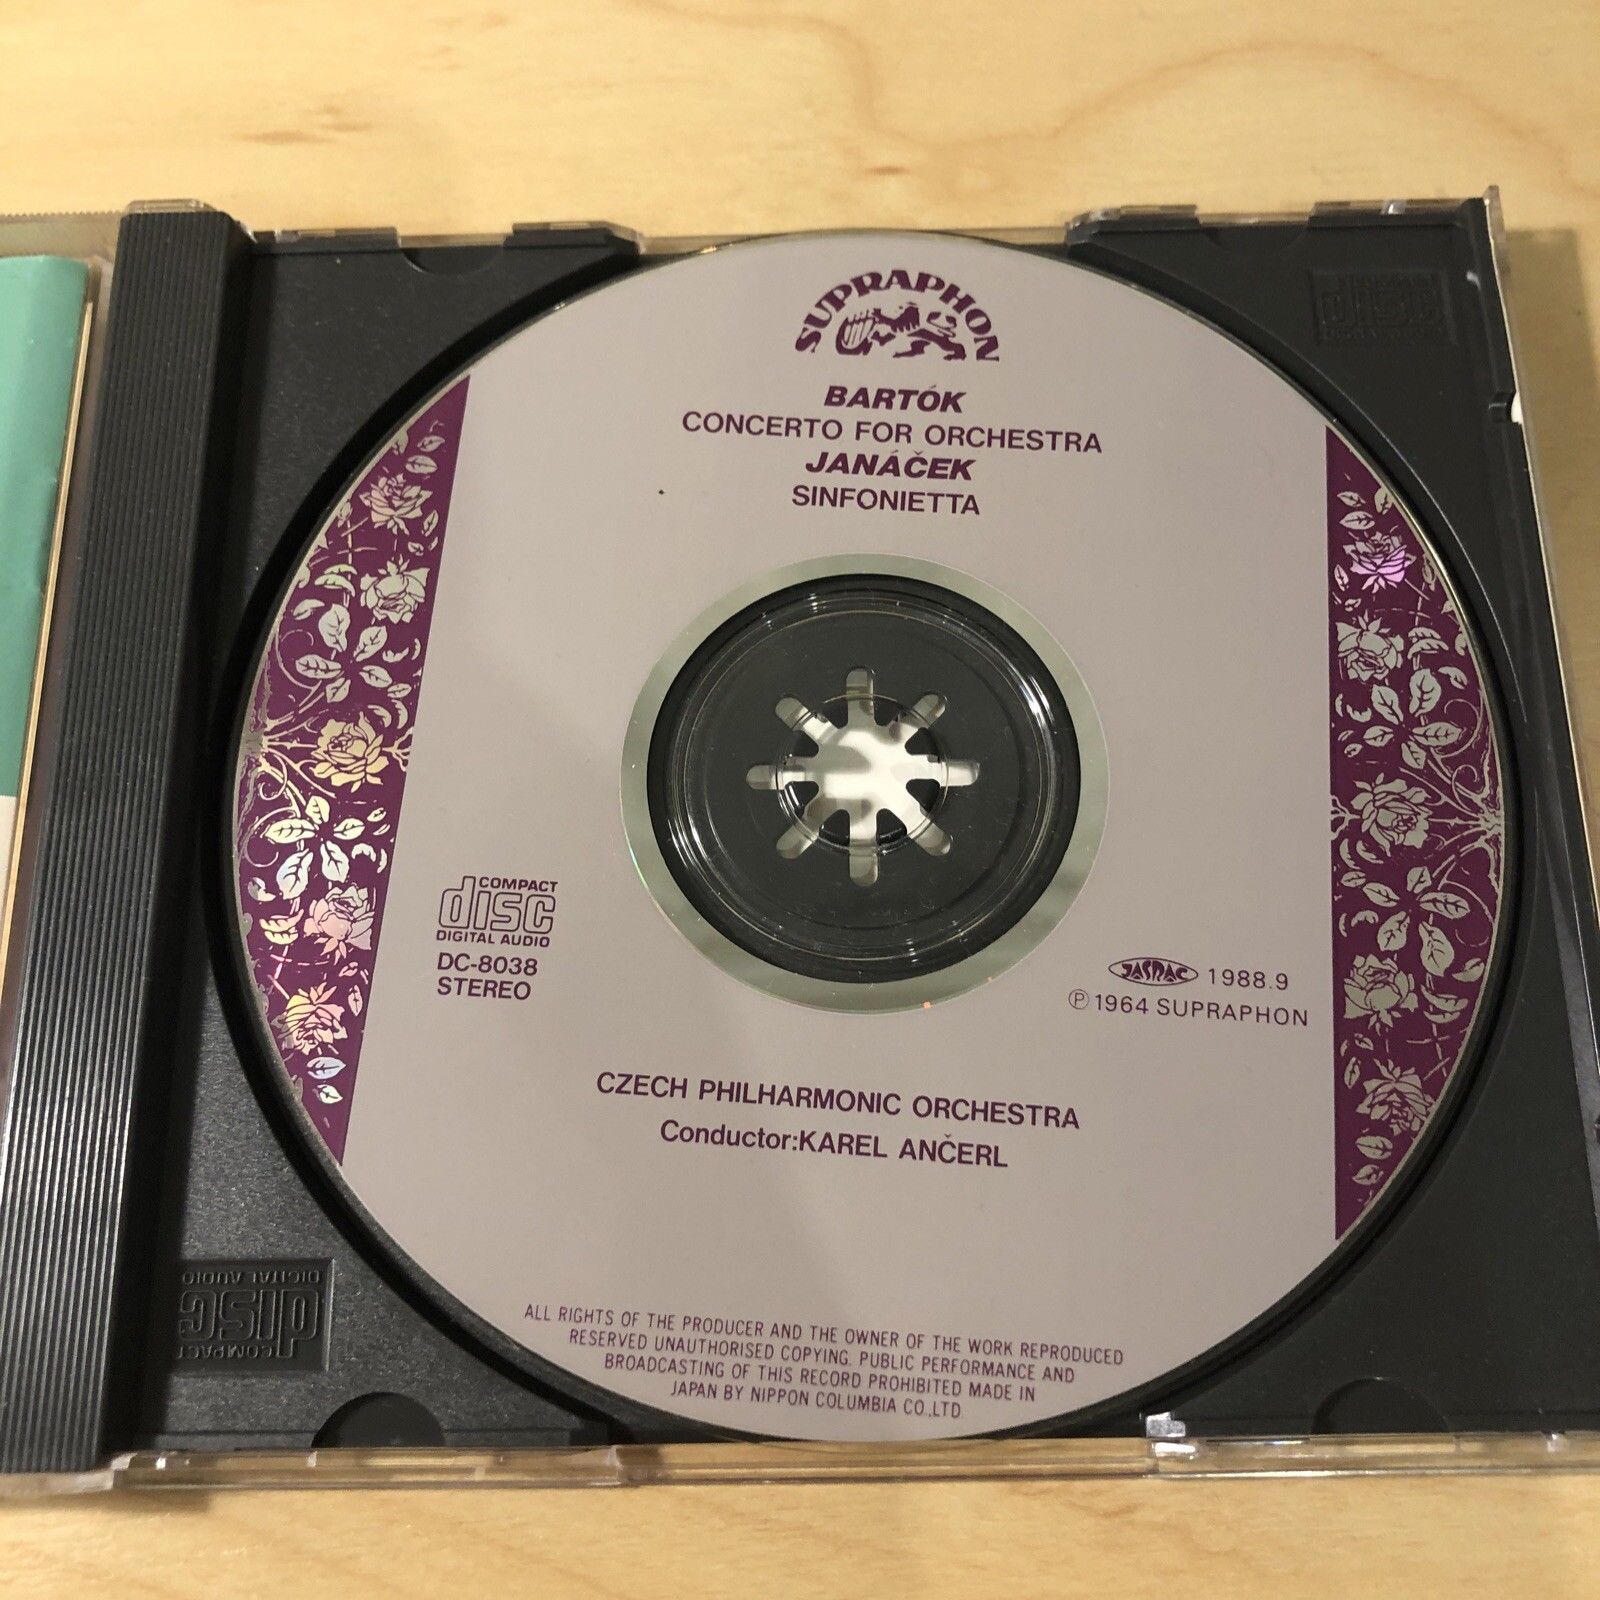 SUPRAPHON
BARTÓK
CONCERTO FOR ORCHESTRA
JANÁČEK
SINFONIETTA
COMPACT
disc
DIGITAL AUDIO
DC-8038
STEREO
JASRAC 1988.9
Ⓟ1964 SUPRAPHON
CZECH PHILHARMONIC ORCHESTRA
Conductor:KAREL ANČERL
ALL RIGHTS OF THE PRODUCER AND THE OWNER OF THE WORK REPRODUCED
RESERVED UNAUTHORISED COPYING. PUBLIC PERFORMANCE AND
BROADCASTING OF THIS RECORD PROHIBITED MADE IN
JAPAN BY NIPPON COLUMBIA CO.,LTD.
COMPACT
disc
DIGITAL AUDIO
disc